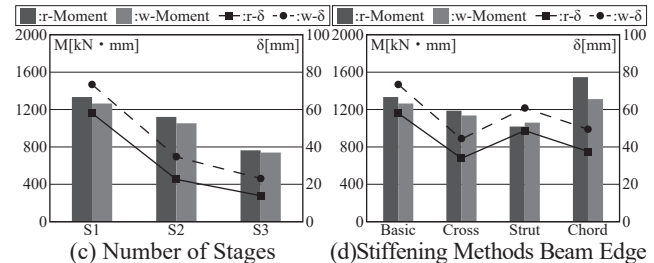 :r-Moment :w-Moment :r-δ :w-δ
M[kN・mm] δ[mm]
2000 100
1600 80
1200 60
800 40
400 20
0 0
S1 S2 S3
(c) Number of Stages
:r-Moment :w-Moment :r-δ :w-δ
M[kN・mm] δ[mm]
2000 100
1600 80
1200 60
800 40
400 20
0 0
Basic Cross Strut Chord
(d)Stiffening Methods Beam Edge